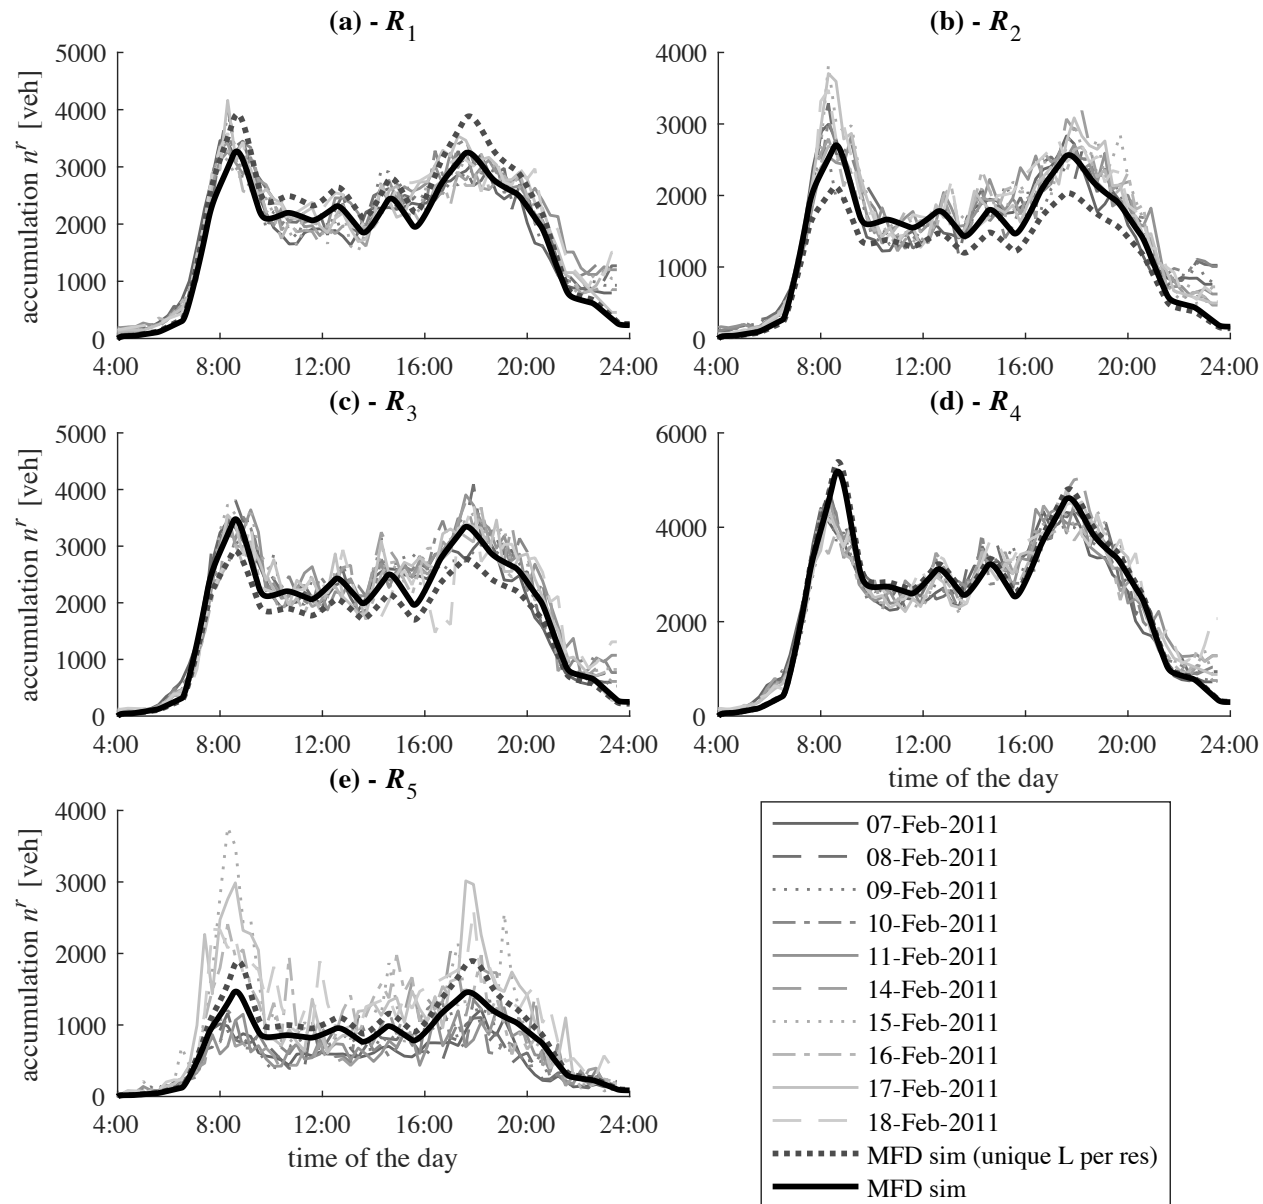 (a) - R1
accumulation n^r [veh]
5000
4000
3000
2000
1000
0
4:00 8:00 12:00 16:00 20:00 24:00
(b) - R2
4000
3000
2000
1000
0
4:00 8:00 12:00 16:00 20:00 24:00
(c) - R3
accumulation n^r [veh]
5000
4000
3000
2000
1000
0
4:00 8:00 12:00 16:00 20:00 24:00
(d) - R4
6000
4000
2000
0
4:00 8:00 12:00 16:00 20:00 24:00
time of the day
(e) - R5
accumulation n^r [veh]
4000
3000
2000
1000
0
4:00 8:00 12:00 16:00 20:00 24:00
time of the day
07-Feb-2011
08-Feb-2011
09-Feb-2011
10-Feb-2011
11-Feb-2011
14-Feb-2011
15-Feb-2011
16-Feb-2011
17-Feb-2011
18-Feb-2011
MFD sim (unique L per res)
MFD sim